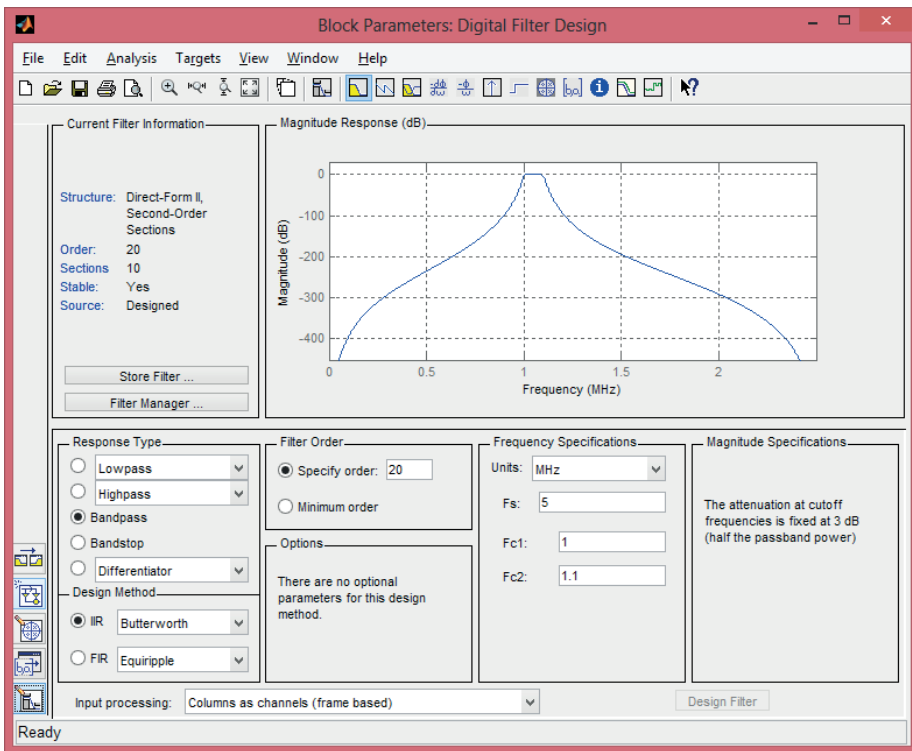 Block Parameters: Digital Filter Design
File Edit Analysis Targets View Window Help
Current Filter Information
Structure: Direct-Form II,
Second-Order
Sections
Order: 20
Sections 10
Stable: Yes
Source: Designed
Store Filter ...
Filter Manager ...
Magnitude Response (dB)
Magnitude (dB)
0
-100
-200
-300
-400
0 0.5 1 1.5 2
Frequency (MHz)
Response Type
Lowpass
Highpass
Bandpass
Bandstop
Differentiator
Design Method
IIR Butterworth
FIR Equiripple
Filter Order
Specify order: 20
Minimum order
Options
There are no optional
parameters for this design
method.
Frequency Specifications
Units: MHz
Fs: 5
Fc1: 1
Fc2: 1.1
Magnitude Specifications
The attenuation at cutoff
frequencies is fixed at 3 dB
(half the passband power)
Input processing: Columns as channels (frame based)
Design Filter
Ready